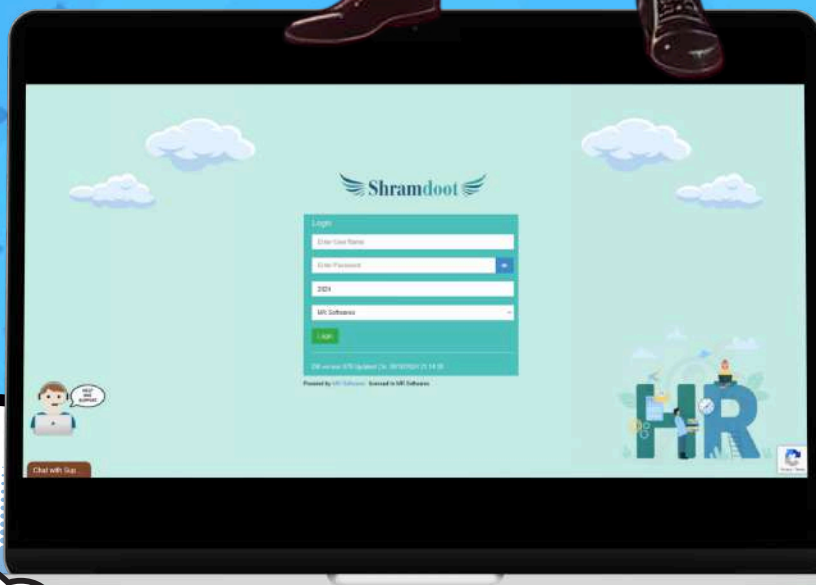 Shramdoot
Login
Enter User Name
Enter Password
2024
MR Softwares
Login
Powered by MR Softwares licensed to MR Softwares
HELP
AND
SUPPORT
Chat with Sup
HR